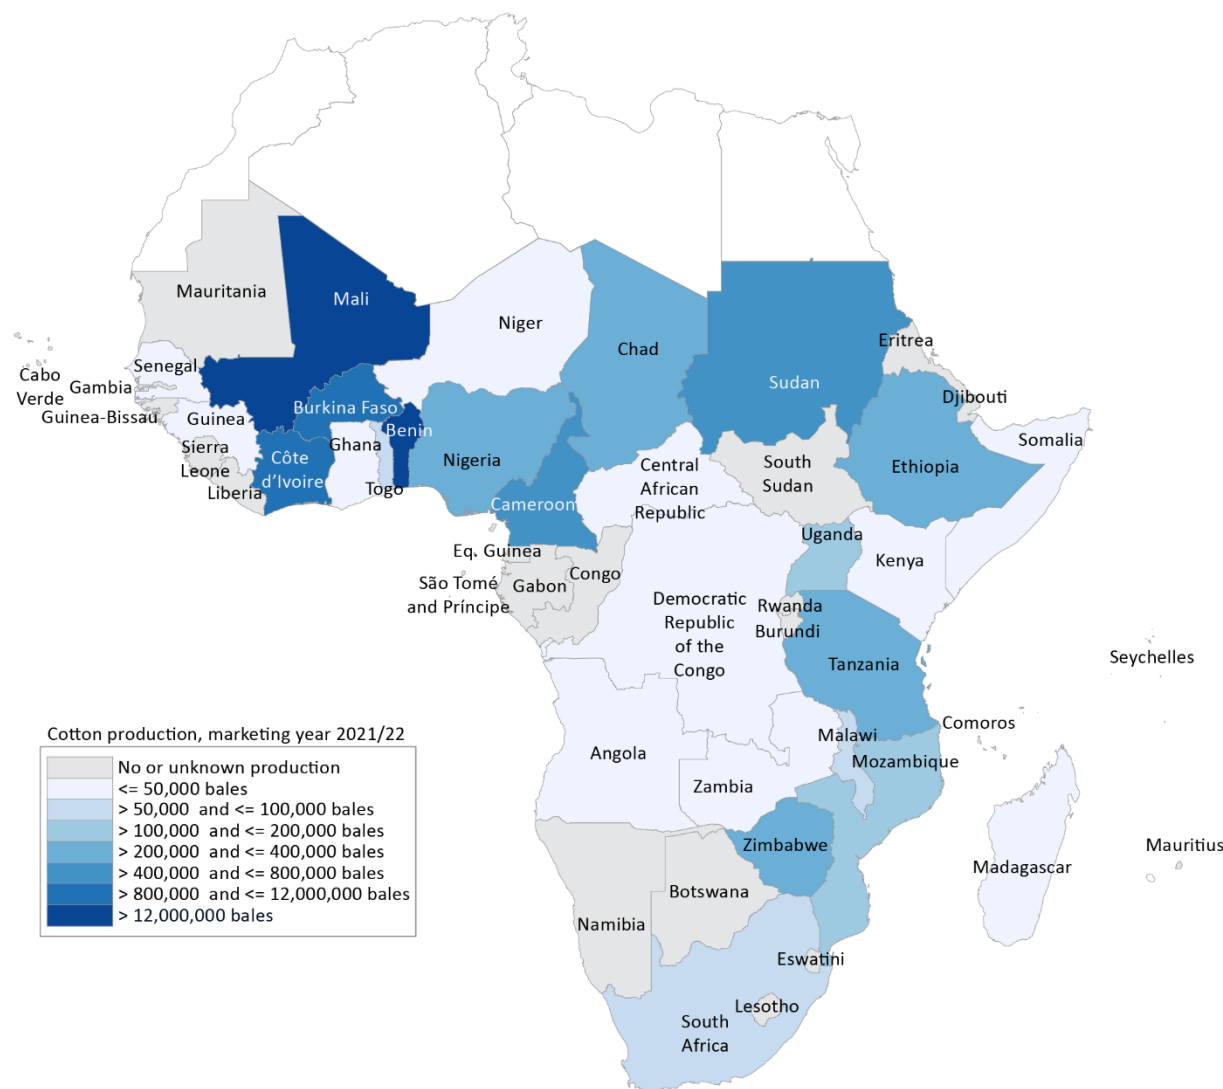 Mauritania
Mali
Niger
Chad
Sudan
Eritrea
Cabo
Verde
Senegal
Gambia
Guinea-Bissau
Guinea
Burkina Faso
Benin
Djibouti
Somalia
Sierra
Leone
Liberia
Côte
d’Ivoire
Ghana
Togo
Nigeria
Cameroon
Central
African
Republic
South
Sudan
Ethiopia
Eq. Guinea
São Tomé
and Príncipe
Gabon
Congo
Democratic
Republic
of the
Congo
Uganda
Kenya
Rwanda
Burundi
Tanzania
Seychelles
Comoros
Angola
Zambia
Malawi
Mozambique
Zimbabwe
Madagascar
Mauritius
Namibia
Botswana
Eswatini
Lesotho
South
Africa
Cotton production, marketing year 2021/22
No or unknown production
<= 50,000 bales
> 50,000 and <= 100,000 bales
> 100,000 and <= 200,000 bales
> 200,000 and <= 400,000 bales
> 400,000 and <= 800,000 bales
> 800,000 and <= 12,000,000 bales
> 12,000,000 bales